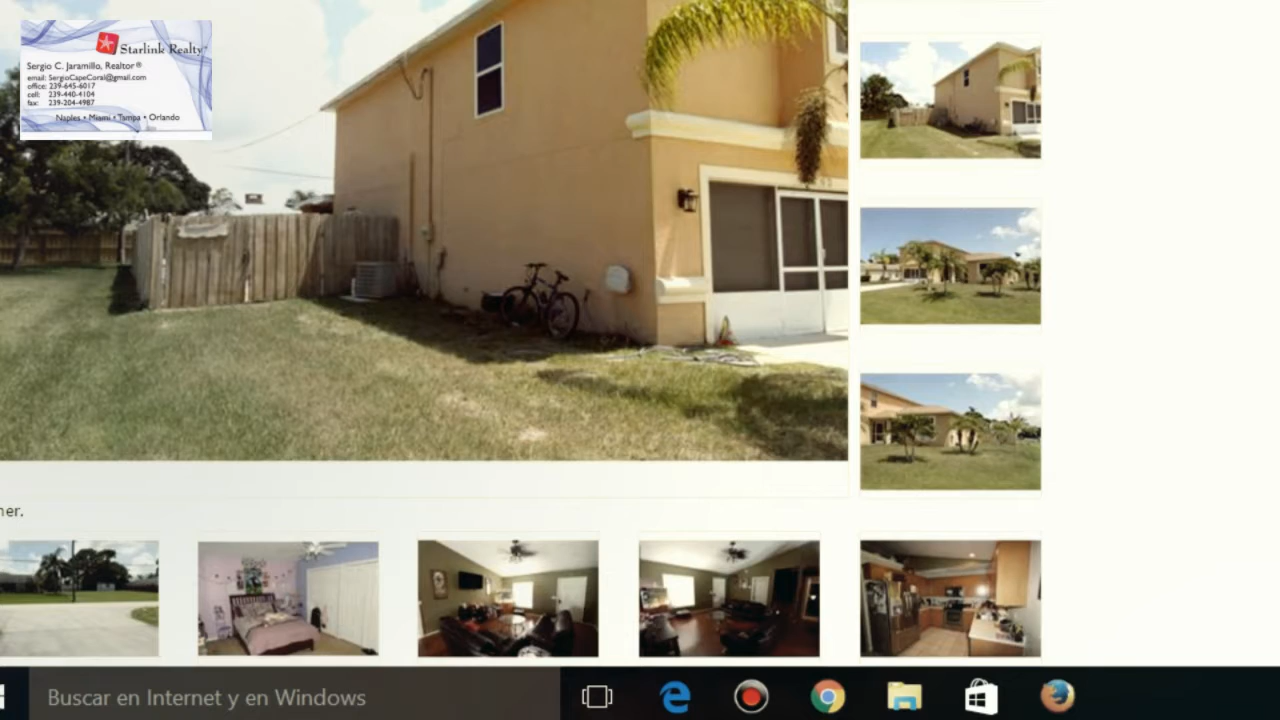 Starlink Realty
Sergio C. Jaramillo, Realtor®
email: SergioCapeCoral@gmail.com
office: 239-645-6017
cell: 239-440-4104
fax: 239-204-4987
Naples • Miami • Tampa • Orlando
ner.
Buscar en Internet y en Windows